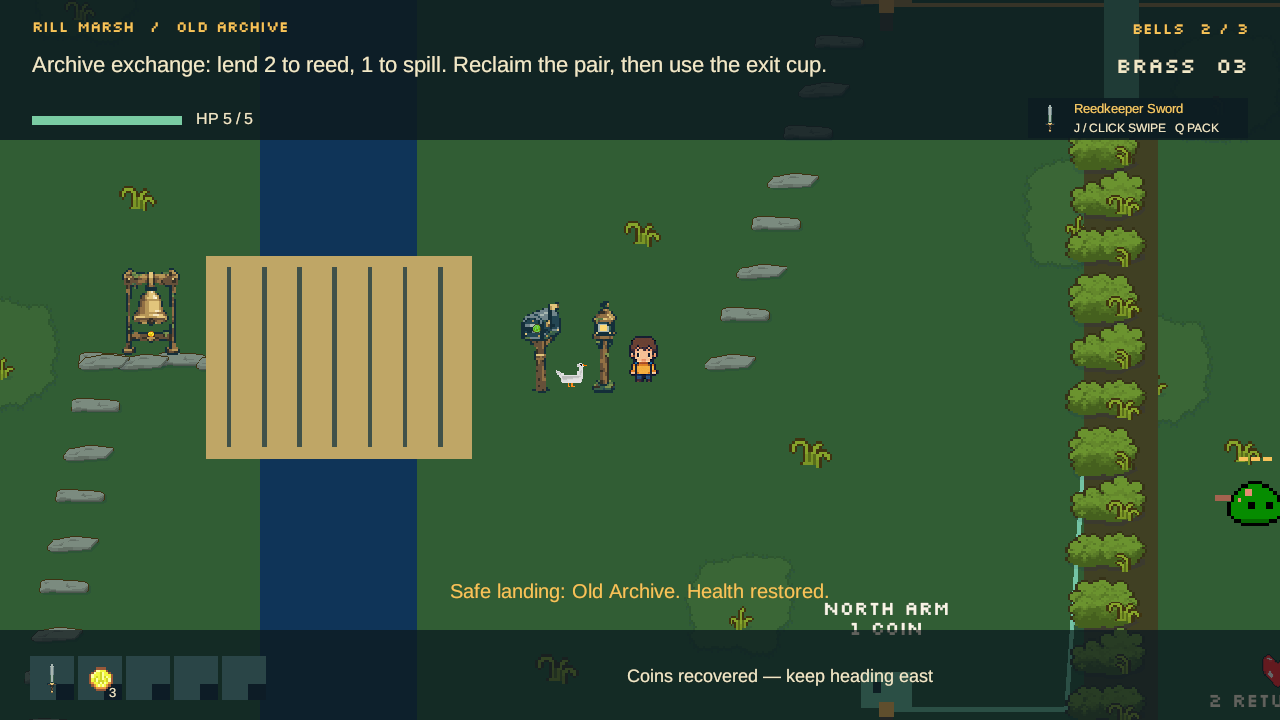 RILL MARSH / OLD ARCHIVE
BELLS 2 / 3
Archive exchange: lend 2 to reed, 1 to spill. Reclaim the pair, then use the exit cup.
BRASS 03
HP 5 / 5
Reedkeeper Sword
J / CLICK SWIPE Q PACK
Safe landing: Old Archive. Health restored.
NORTH ARM
1 COIN
Coins recovered — keep heading east
3
2 RETU